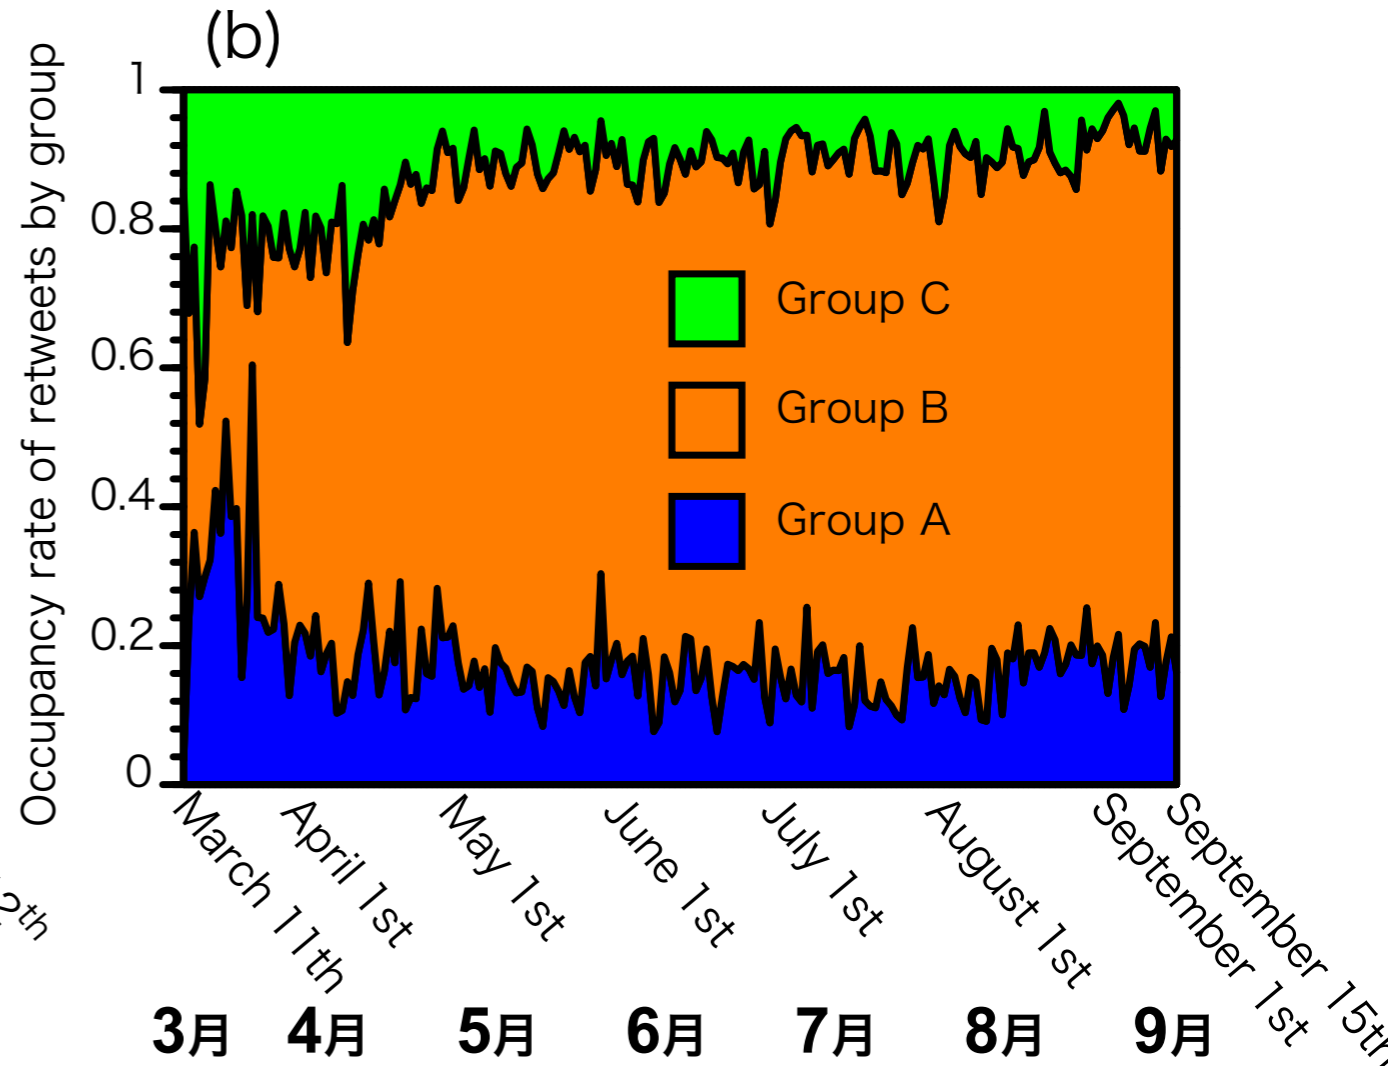 (b)
Occupancy rate of retweets by group
1
0.8
0.6
0.4
0.2
0
Group C
Group B
Group A
March 11th
April 1st
May 1st
June 1st
July 1st
August 1st
September 1st
September 15th
2th
3月 4月 5月 6月 7月 8月 9月